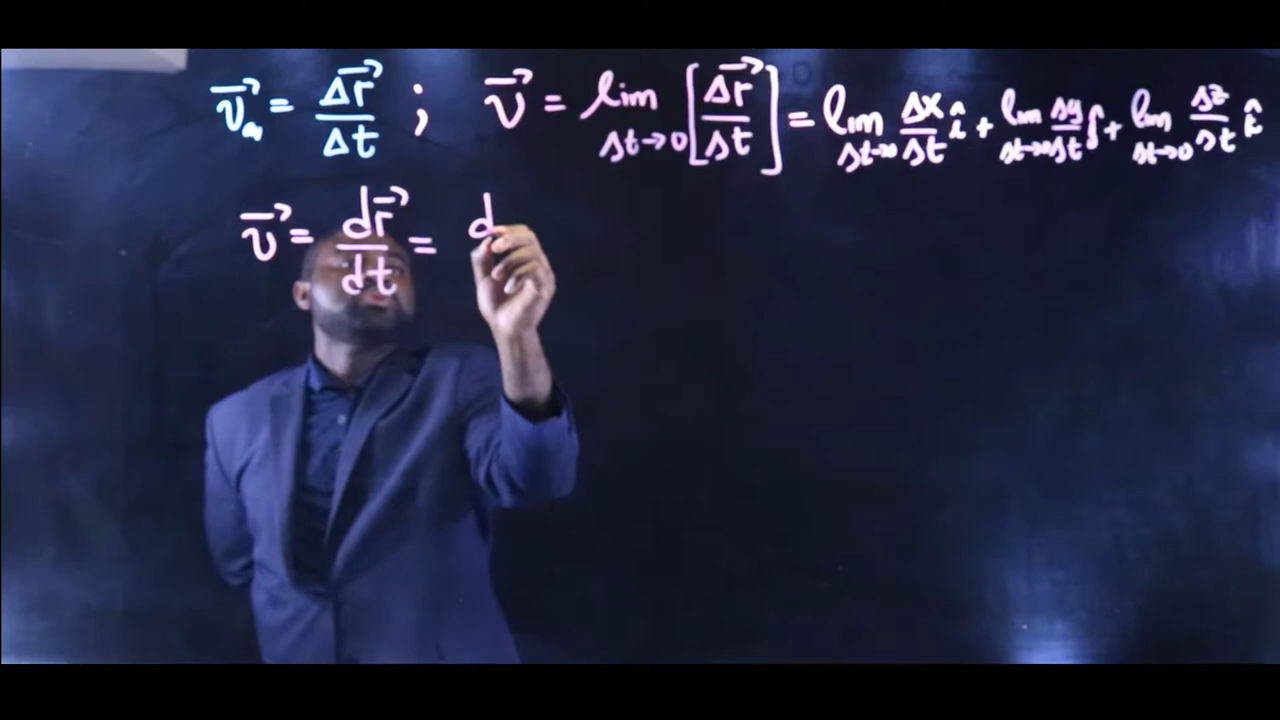 v⃗ₐᵥ = Δr⃗/Δt ; v⃗ = lim Δt→0 [Δr⃗/Δt] = lim Δt→0 Δx/Δt î + lim Δt→0 Δy/Δt ĵ + lim Δt→0 Δz/Δt k̂
v⃗ = dr⃗/dt = d